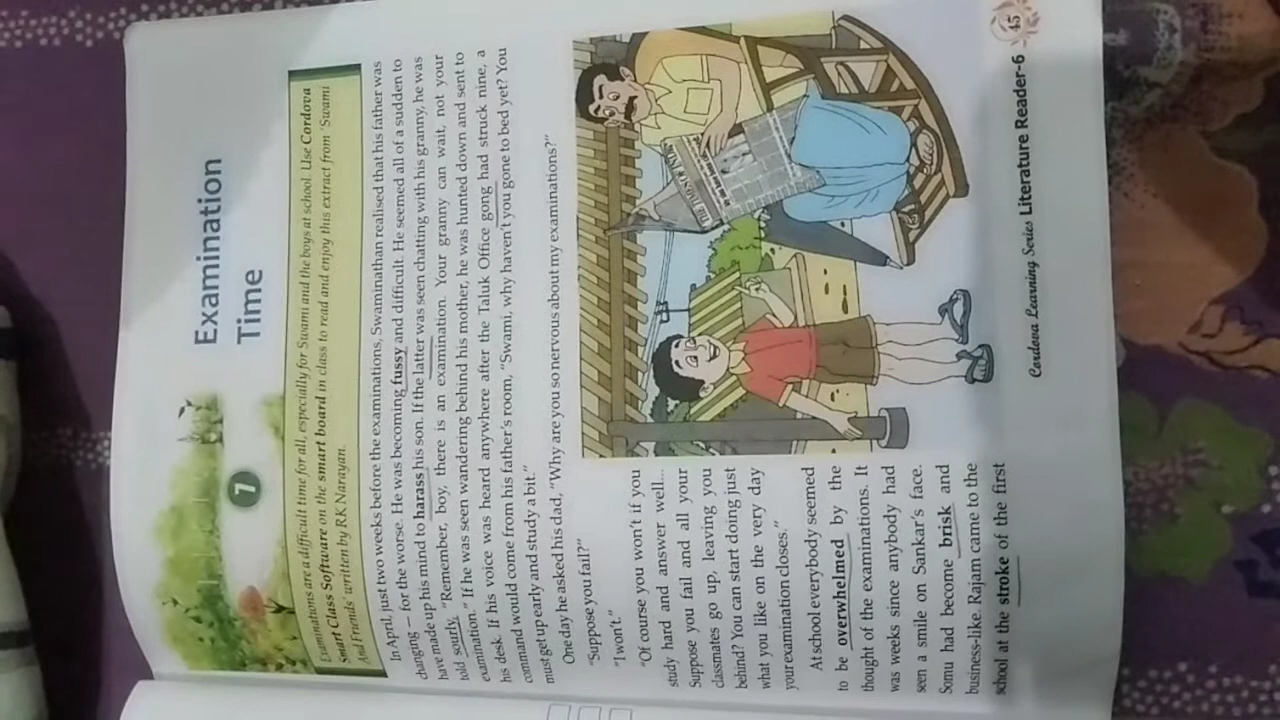 Examination
Time
7
Examinations are a difficult time for all, especially for Swami and the boys at school. Use Cordova
Smart Class Software on the smart board in class to read and enjoy this extract from 'Swami
And Friends' written by RK Narayan.
In April, just two weeks before the examinations, Swaminathan realised that his father was
changing — for the worse. He was becoming fussy and difficult. He seemed all of a sudden to
have made up his mind to harass his son. If the latter was seen chatting with his granny, he was
told sourly, "Remember, boy, there is an examination. Your granny can wait, not your
examination." If he was seen wandering behind his mother, he was hunted down and sent to
his desk. If his voice was heard anywhere after the Taluk Office gong had struck nine, a
command would come from his father's room, "Swami, why haven't you gone to bed yet? You
must get up early and study a bit."
One day he asked his dad, "Why are you so nervous about my examinations?"
"Suppose you fail?"
"I won't."
"Of course you won't if you
study hard and answer well...
Suppose you fail and all your
classmates go up, leaving you
behind? You can start doing just
what you like on the very day
your examination closes."
At school everybody seemed
to be overwhelmed by the
thought of the examinations. It
was weeks since anybody had
seen a smile on Sankar's face.
Somu had become brisk and
business-like. Rajam came to the
school at the stroke of the first
Cordova Learning Series Literature Reader-6
45